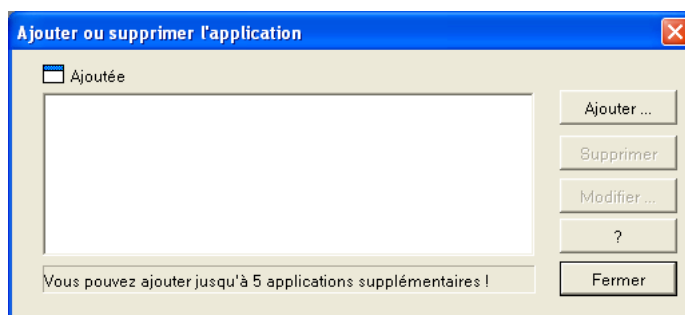 Ajouter ou supprimer l'application
Ajoutée
Ajouter ...
Supprimer
Modifier ...
?
Vous pouvez ajouter jusqu'à 5 applications supplémentaires !
Fermer